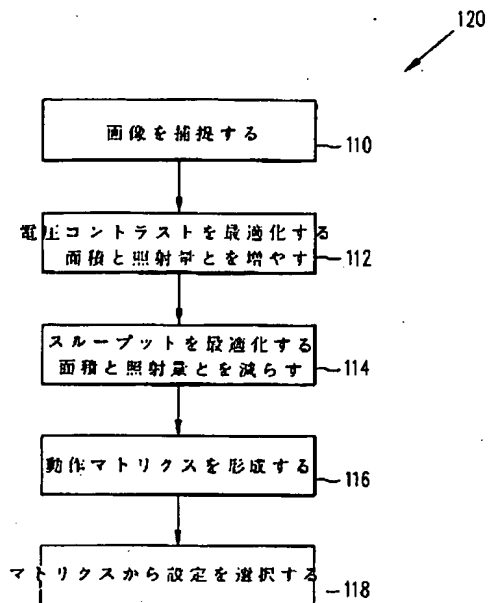 120
画像を捕捉する
110
電圧コントラストを最適化する
面積と照射量とを増やす
112
スループットを最適化する
面積と照射量とを減らす
114
動作マトリクスを形成する
116
マトリクスから設定を選択する
118